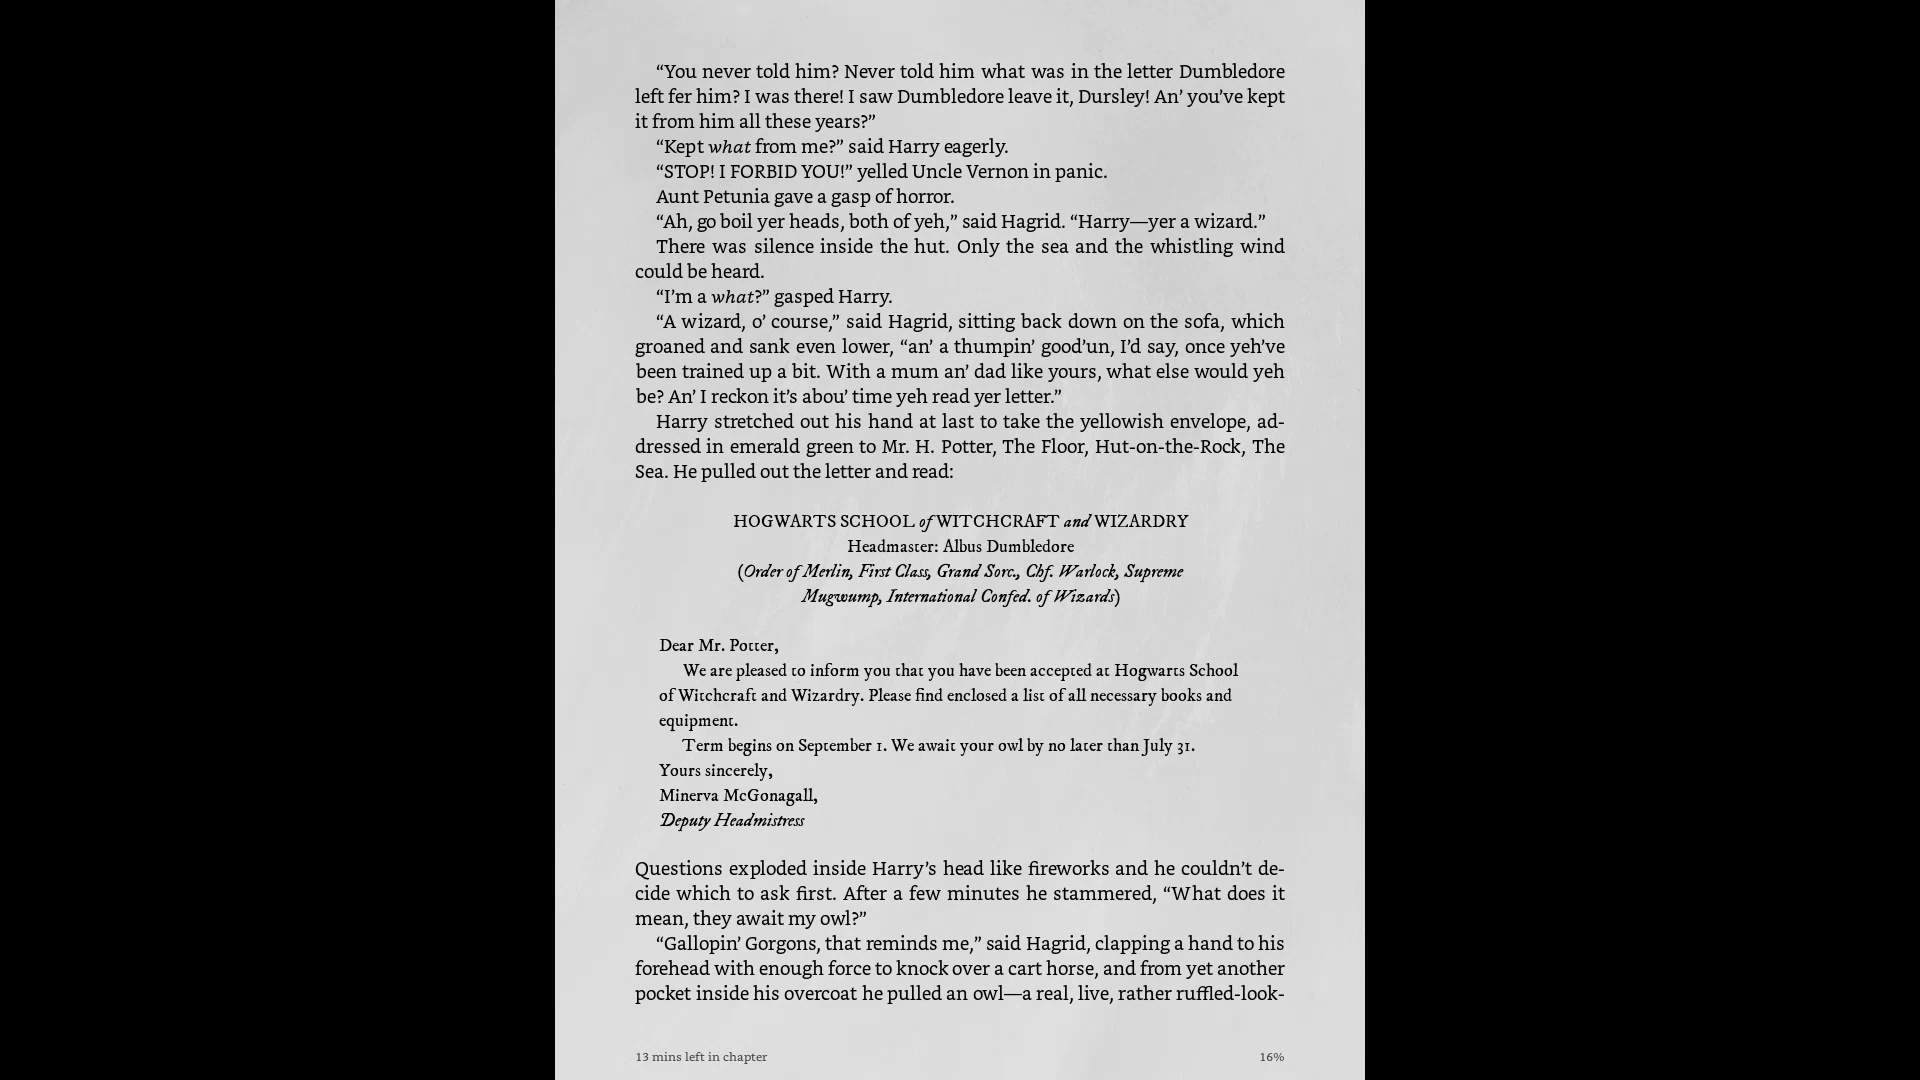 “You never told him? Never told him what was in the letter Dumbledore
left fer him? I was there! I saw Dumbledore leave it, Dursley! An’ you’ve kept
it from him all these years?”
“Kept what from me?” said Harry eagerly.
“STOP! I FORBID YOU!” yelled Uncle Vernon in panic.
Aunt Petunia gave a gasp of horror.
“Ah, go boil yer heads, both of yeh,” said Hagrid. “Harry—yer a wizard.”
There was silence inside the hut. Only the sea and the whistling wind
could be heard.
“I’m a what?” gasped Harry.
“A wizard, o’ course,” said Hagrid, sitting back down on the sofa, which
groaned and sank even lower, “an’ a thumpin’ good’un, I’d say, once yeh’ve
been trained up a bit. With a mum an’ dad like yours, what else would yeh
be? An’ I reckon it’s abou’ time yeh read yer letter.”
Harry stretched out his hand at last to take the yellowish envelope, ad-
dressed in emerald green to Mr. H. Potter, The Floor, Hut-on-the-Rock, The
Sea. He pulled out the letter and read:
HOGWARTS SCHOOL of WITCHCRAFT and WIZARDRY
Headmaster: Albus Dumbledore
(Order of Merlin, First Class, Grand Sorc., Chf. Warlock, Supreme
Mugwump, International Confed. of Wizards)
Dear Mr. Potter,
We are pleased to inform you that you have been accepted at Hogwarts School
of Witchcraft and Wizardry. Please find enclosed a list of all necessary books and
equipment.
Term begins on September 1. We await your owl by no later than July 31.
Yours sincerely,
Minerva McGonagall,
Deputy Headmistress
Questions exploded inside Harry’s head like fireworks and he couldn’t de-
cide which to ask first. After a few minutes he stammered, “What does it
mean, they await my owl?”
“Gallopin’ Gorgons, that reminds me,” said Hagrid, clapping a hand to his
forehead with enough force to knock over a cart horse, and from yet another
pocket inside his overcoat he pulled an owl—a real, live, rather ruffled-look-
13 mins left in chapter
16%